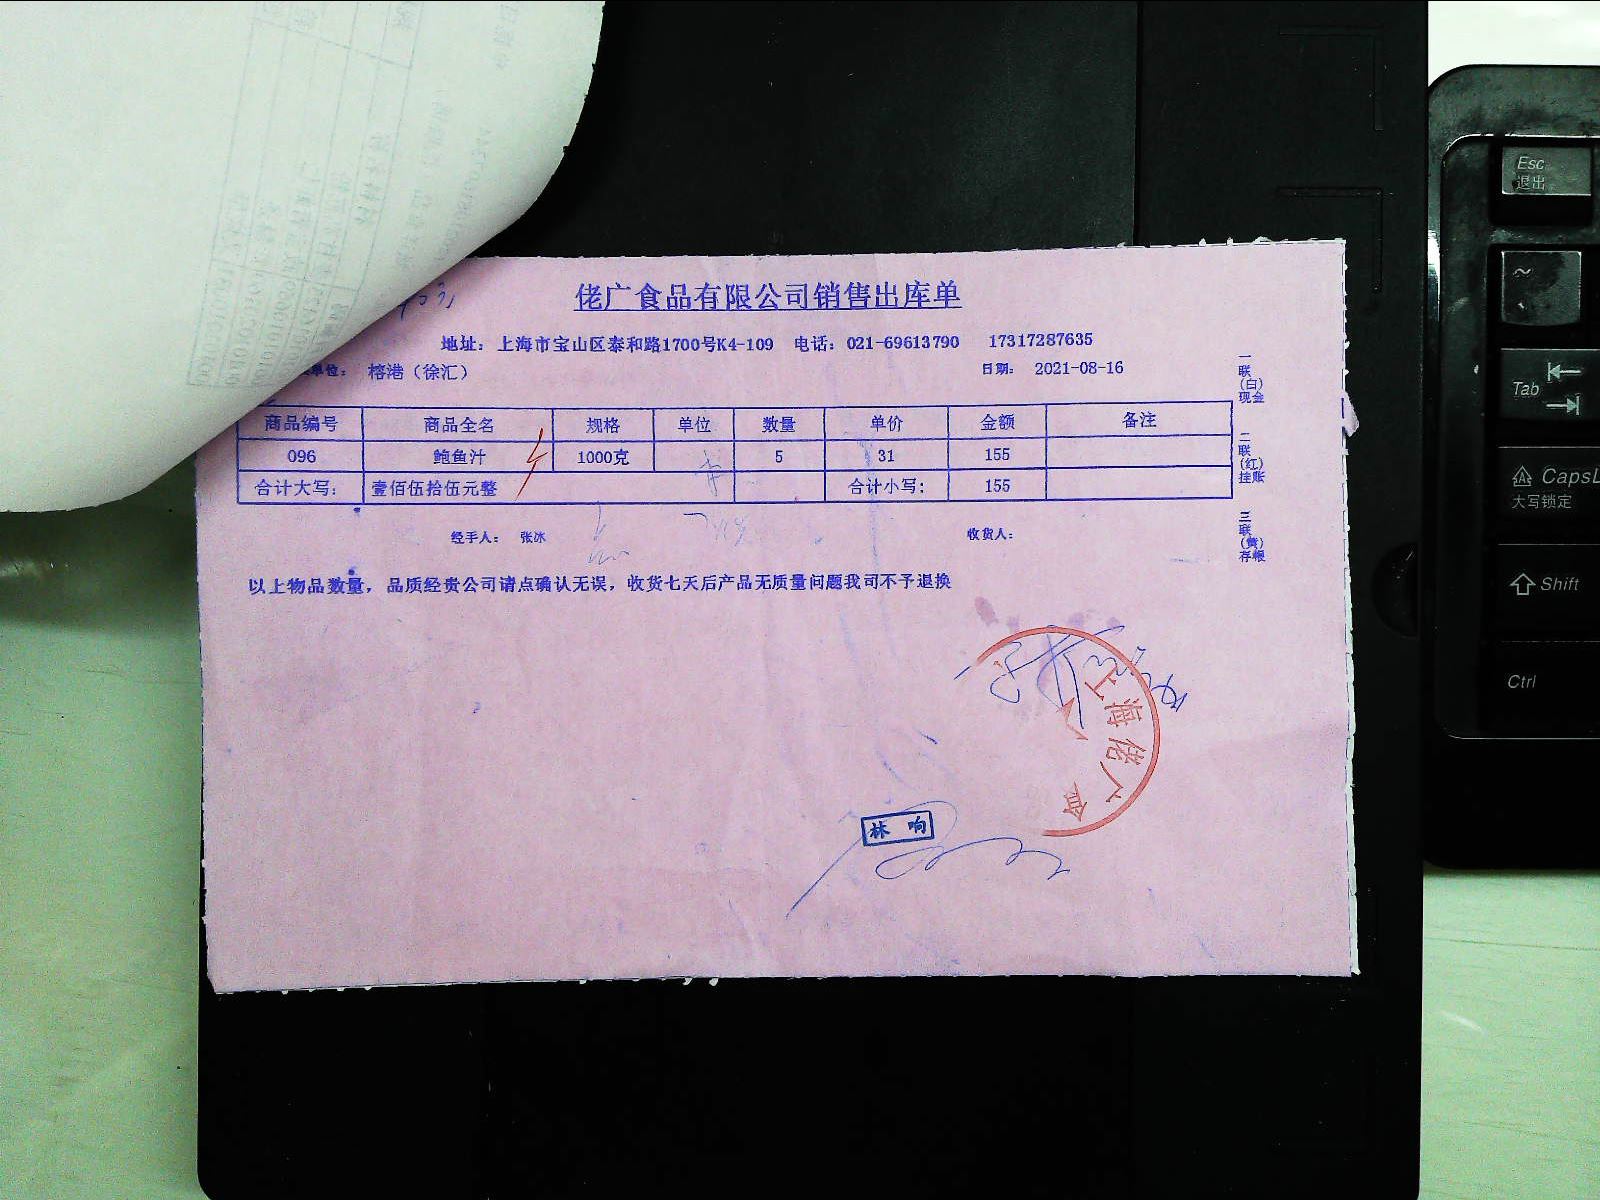 佬广食品有限公司销售出库单
地址：上海市宝山区泰和路1700号K4-109 电话：021-69613790 17317287635
单位： 榕港（徐汇） 日期： 2021-08-16
商品编号 商品全名 规格 单位 数量 单价 金额 备注
096 鲍鱼汁 1000克 5 31 155
合计大写： 壹佰伍拾伍元整 合计小写： 155
经手人： 张冰 收货人：
以上物品数量，品质经贵公司请点确认无误，收货七天后产品无质量问题我司不予退换
一联（白）现金
二联（红）挂账
三联（黄）存根
上海佬广食
林响
Esc
退出
~
Tab
CapsL
大写锁定
Shift
Ctrl